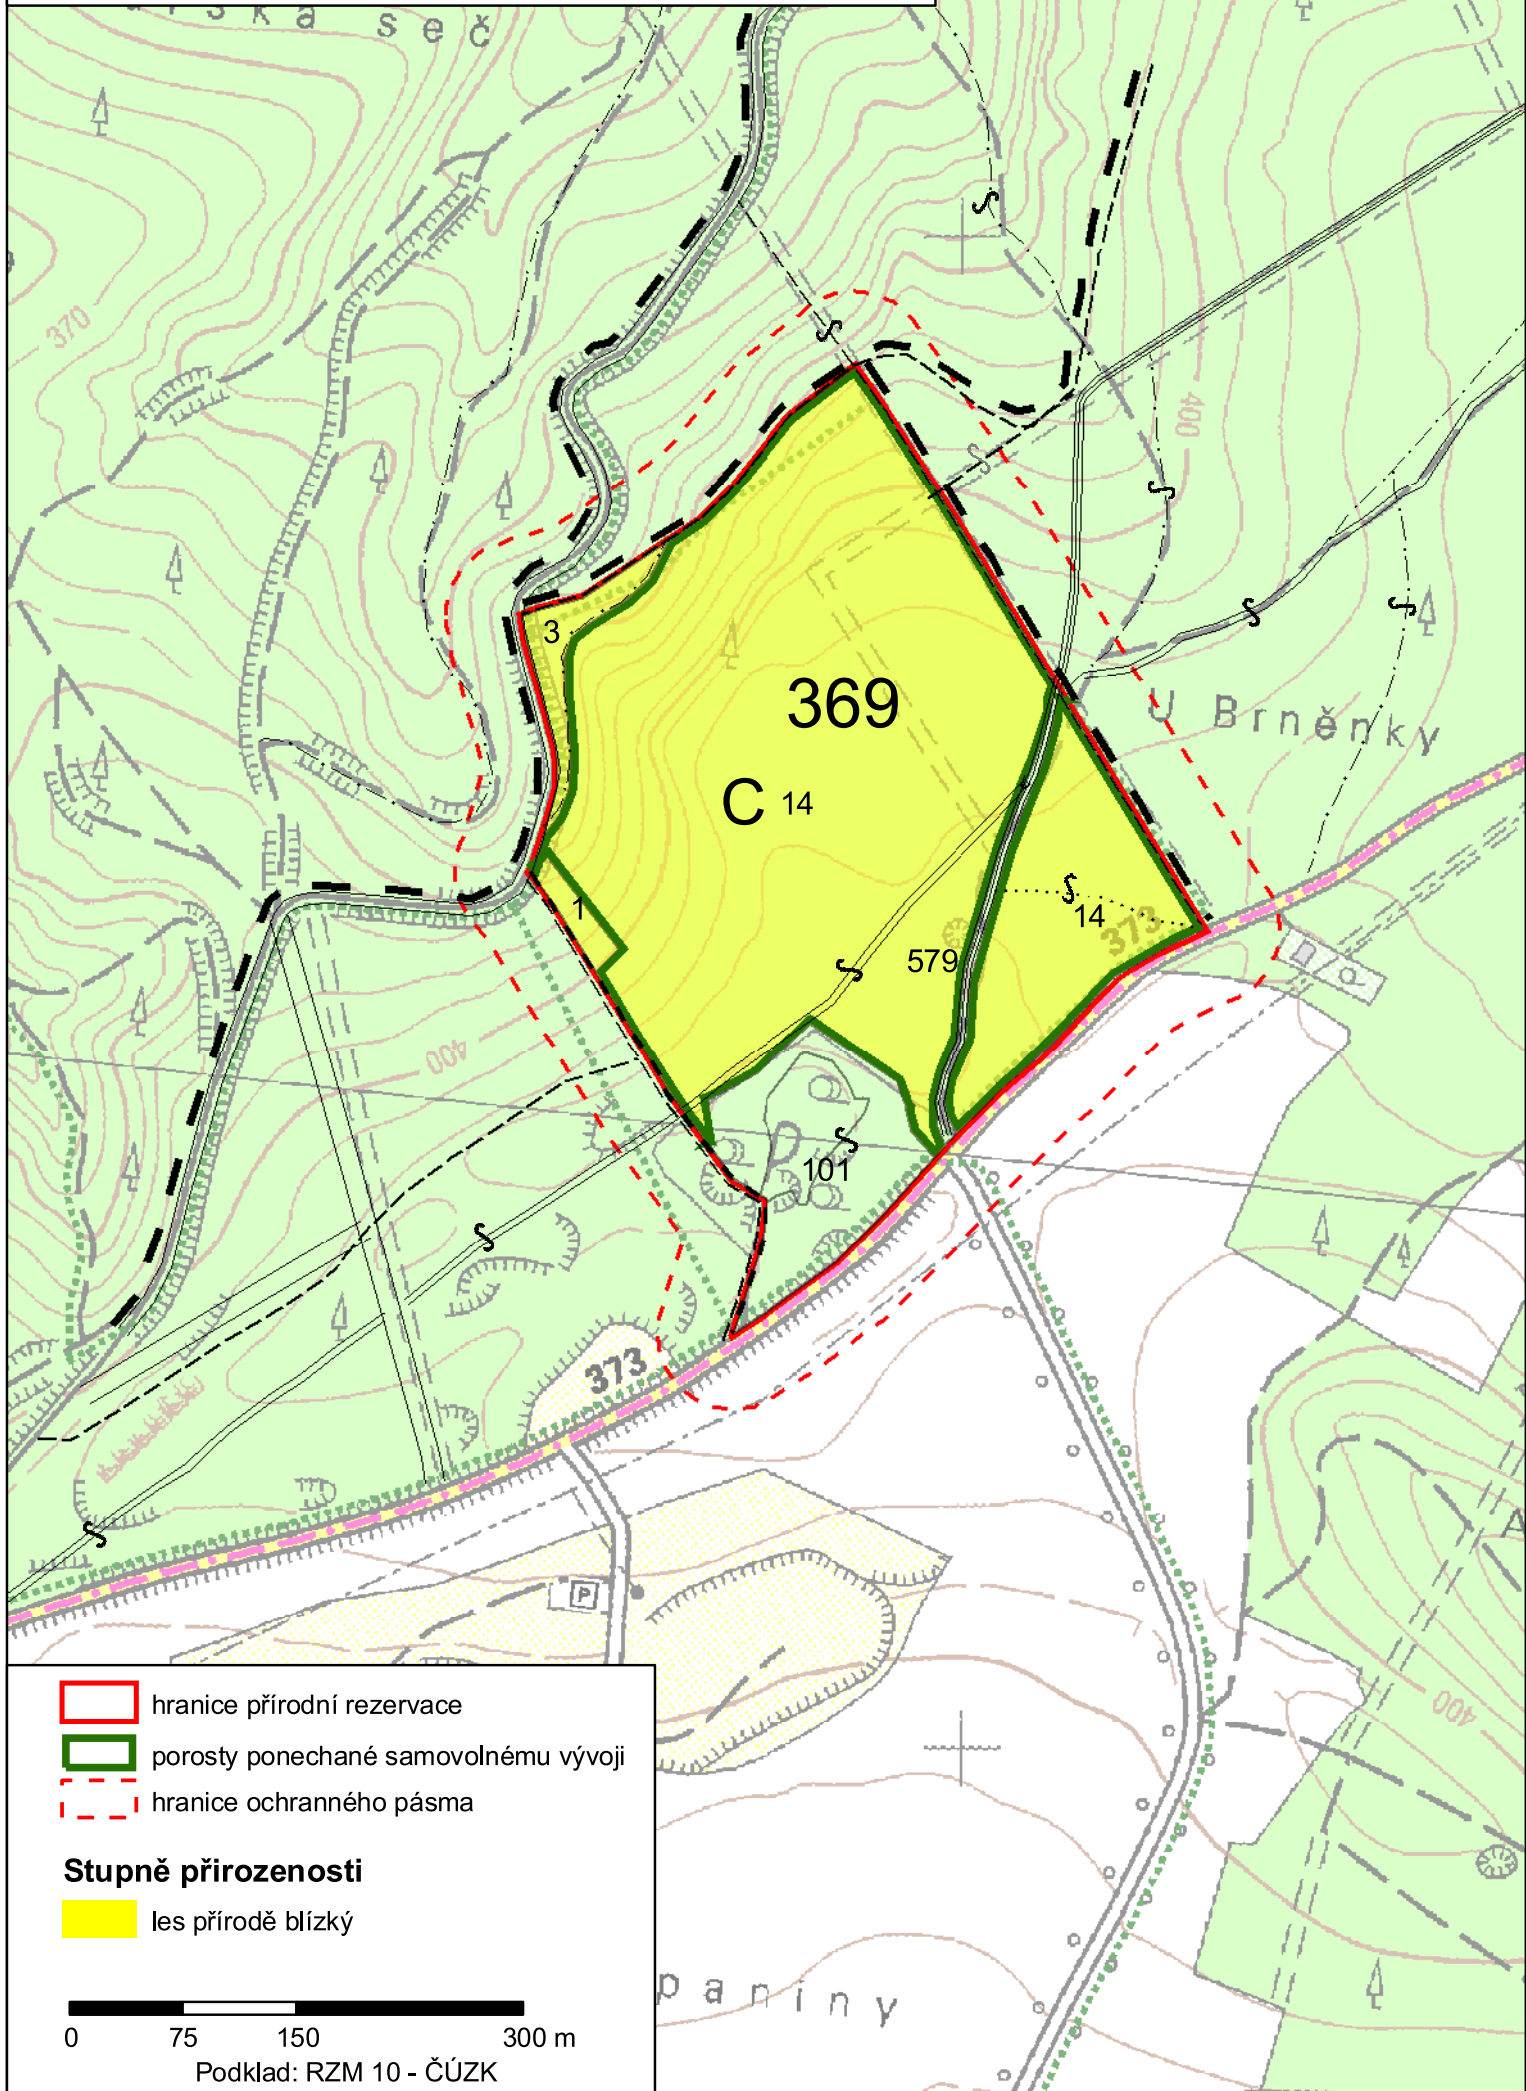 seč
370
400
3
369
U Brněnky
C 14
1
14
373
579
400
101
373
P
400
hranice přírodní rezervace
porosty ponechané samovolnému vývoji
hranice ochranného pásma
Stupně přirozenosti
les přírodě blízký
paniny
0 75 150 300 m
Podklad: RZM 10 - ČÚZK